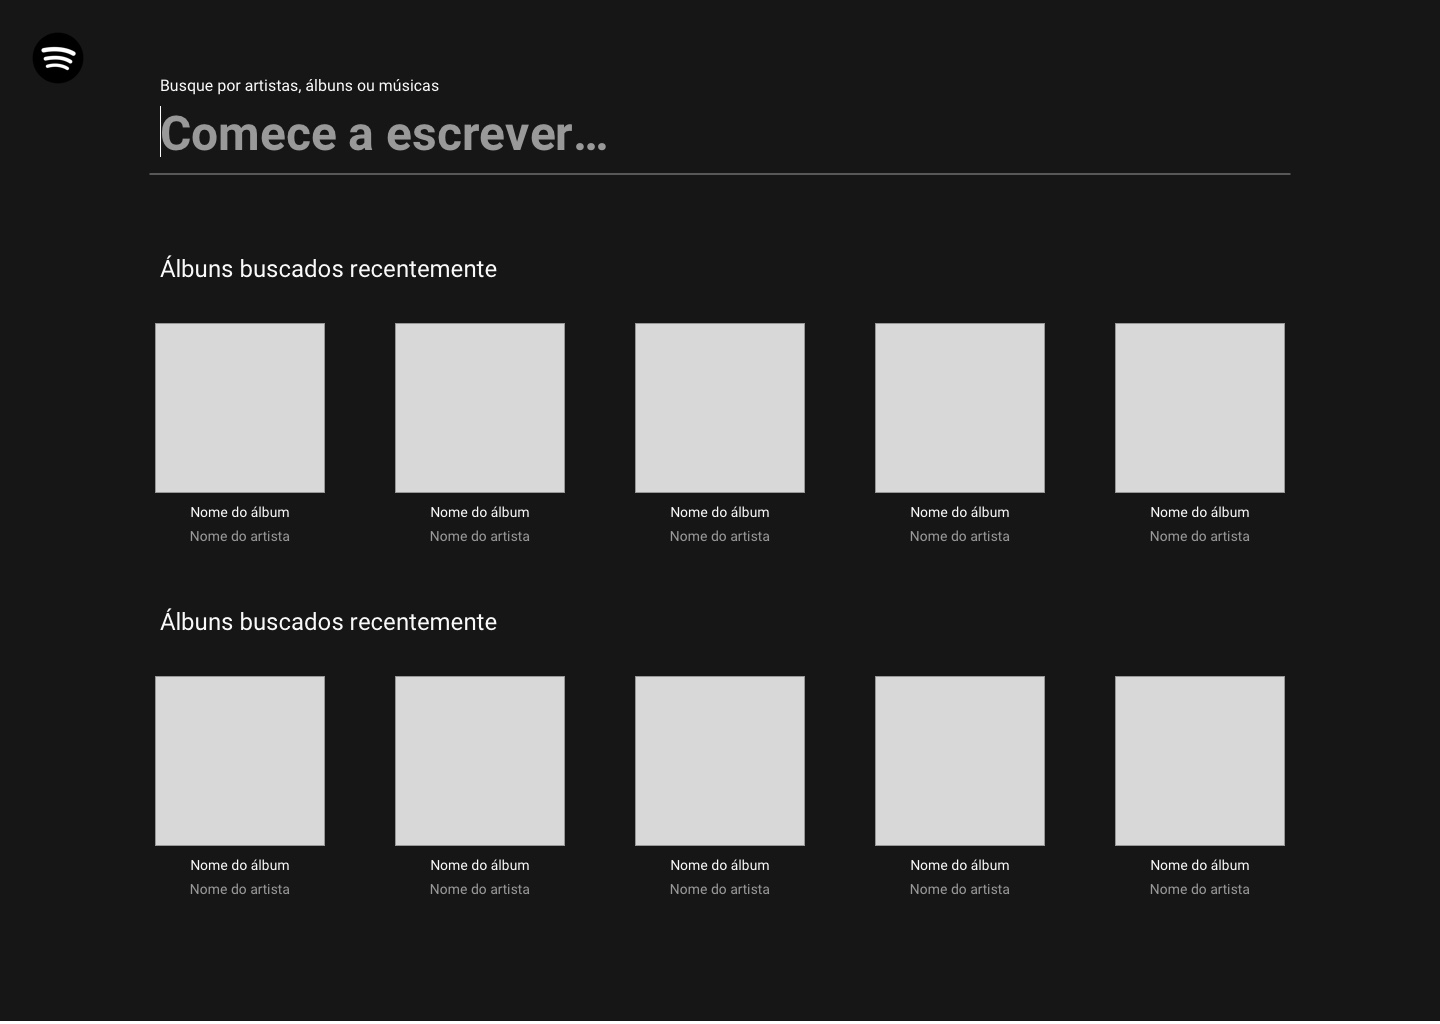 Busque por artistas, álbuns ou músicas
Comece a escrever...
Álbuns buscados recentemente
Nome do álbum Nome do álbum Nome do álbum Nome do álbum Nome do álbum
Nome do artista Nome do artista Nome do artista Nome do artista Nome do artista
Álbuns buscados recentemente
Nome do álbum Nome do álbum Nome do álbum Nome do álbum Nome do álbum
Nome do artista Nome do artista Nome do artista Nome do artista Nome do artista